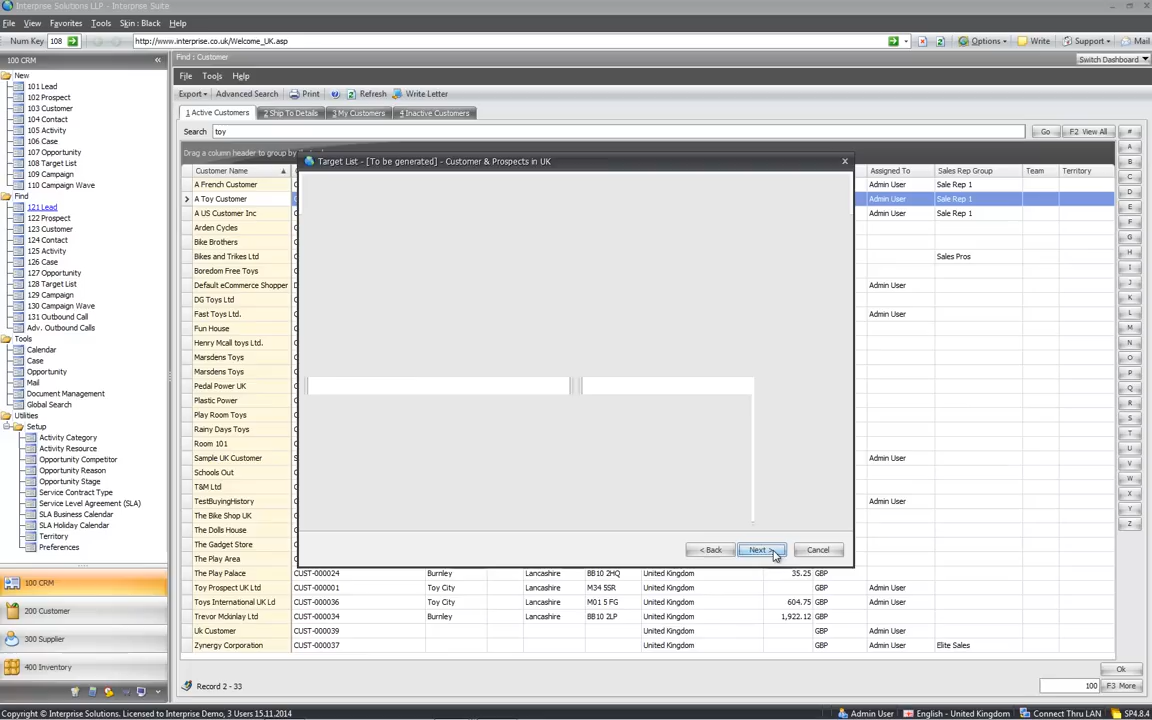 Interprise Solutions LLP - Interprise Suite
File View Favorites Tools Skin : Black Help
Num Key 108 http://www.interprise.co.uk/Welcome_UK.asp Options Write Support Mail
100 CRM «
Find : Customer
Switch Dashboard
New
101 Lead
102 Prospect
103 Customer
104 Contact
105 Activity
106 Case
107 Opportunity
108 Target List
109 Campaign
110 Campaign Wave
Find
121 Lead
122 Prospect
123 Customer
124 Contact
125 Activity
126 Case
127 Opportunity
128 Target List
129 Campaign
130 Campaign Wave
131 Outbound Call
Adv. Outbound Calls
Tools
Calendar
Case
Opportunity
Mail
Document Management
Global Search
Utilities
Setup
Activity Category
Activity Resource
Opportunity Competitor
Opportunity Reason
Opportunity Stage
Service Contract Type
Service Level Agreement (SLA)
SLA Business Calendar
SLA Holiday Calendar
Territory
Preferences
100 CRM
200 Customer
300 Supplier
400 Inventory
File Tools Help
Export Advanced Search Print Refresh Write Letter
1 Active Customers 2 Ship To Details 3 My Customers 4 Inactive Customers
Search toy Go F2 View All
Drag a column header to group by
Target List - [To be generated] - Customer & Prospects in UK
Customer Name Assigned To Sales Rep Group Team Territory
A French Customer Admin User Sale Rep 1
A Toy Customer Admin User Sale Rep 1
A US Customer Inc Admin User Sale Rep 1
Arden Cycles
Bike Brothers
Bikes and Trikes Ltd Sales Pros
Boredom Free Toys
Default eCommerce Shopper Admin User
DG Toys Ltd
Fast Toys Ltd. Admin User
Fun House
Henry Mcall toys Ltd.
Marsdens Toys
Marsdens Toys
Pedal Power UK
Plastic Power
Play Room Toys
Rainy Days Toys
Room 101
Sample UK Customer Admin User
Schools Out
T&M Ltd
TestBuyingHistory Admin User
The Bike Shop UK
The Dolls House
The Gadget Store
The Play Area
< Back Next > Cancel
The Play Palace CUST-000024 Burnley Lancashire BB10 2HQ United Kingdom 35.25 GBP
Toy Prospect UK Ltd CUST-000001 Toy City Lancashire M34 5SR United Kingdom GBP Admin User
Toys International UK Ld CUST-000036 Toy City Lancashire M01 5 FG United Kingdom 604.75 GBP Admin User
Trevor Mckinlay Ltd CUST-000034 Burnley Lancashire BB10 2LP United Kingdom 1,922.12 GBP
Uk Customer CUST-000039 United Kingdom GBP Admin User
Zynergy Corporation CUST-000037 United Kingdom GBP Elite Sales
#
A
B
C
D
E
F
G
H
I
J
K
L
M
N
O
P
Q
R
S
T
U
V
W
X
Y
Z
Ok
Record 2 - 33 100 F3 More
Copyright © Interprise Solutions. Licensed to Interprise Demo, 3 Users 15.11.2014 Admin User English - United Kingdom Connect Thru LAN SP4.8.4